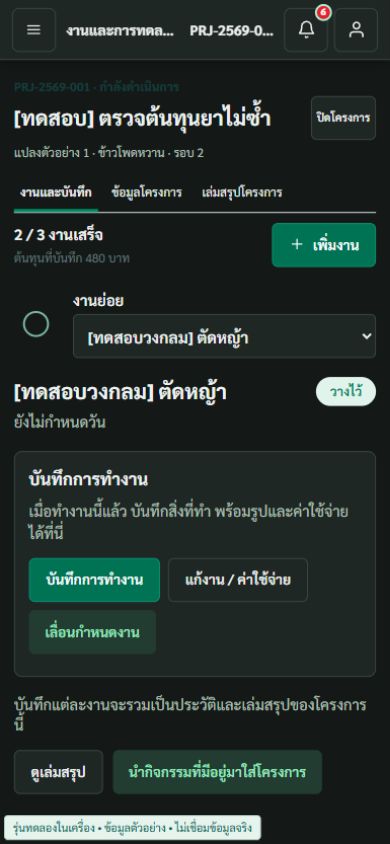 งานและการทดล... PRJ-2569-0... 6
PRJ-2569-001 · กำลังดำเนินการ
[ทดสอบ] ตรวจต้นทุนยาไม่ซ้ำ ปิดโครงการ
แปลงตัวอย่าง 1 · ข้าวโพดหวาน · รอบ 2
งานและบันทึก ข้อมูลโครงการ เล่มสรุปโครงการ
2 / 3 งานเสร็จ + เพิ่มงาน
ต้นทุนที่บันทึก 480 บาท
งานย่อย
[ทดสอบวงกลม] ตัดหญ้า
[ทดสอบวงกลม] ตัดหญ้า วางไว้
ยังไม่กำหนดวัน
บันทึกการทำงาน
เมื่อทำงานนี้แล้ว บันทึกสิ่งที่ทำ พร้อมรูปและค่าใช้จ่าย
ได้ที่นี่
บันทึกการทำงาน แก้งาน / ค่าใช้จ่าย
เลื่อนกำหนดงาน
บันทึกแต่ละงานจะรวมเป็นประวัติและเล่มสรุปของโครงการ
นี้
ดูเล่มสรุป นำกิจกรรมที่มีอยู่มาใส่โครงการ
รุ่นทดลองในเครื่อง • ข้อมูลตัวอย่าง • ไม่เชื่อมข้อมูลจริง